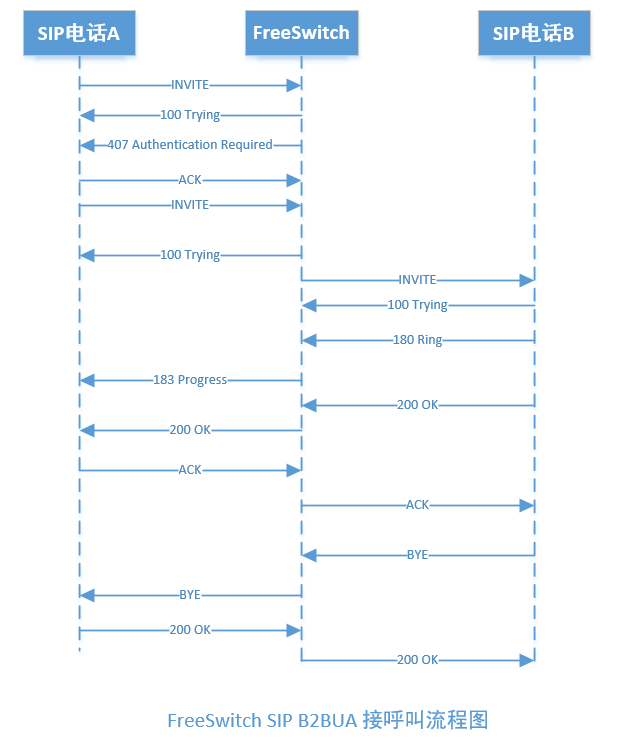 SIP电话A FreeSwitch SIP电话B
INVITE
100 Trying
407 Authentication Required
ACK
INVITE
100 Trying
INVITE
100 Trying
180 Ring
183 Progress
200 OK
200 OK
ACK
ACK
BYE
BYE
200 OK
200 OK
FreeSwitch SIP B2BUA 接呼叫流程图